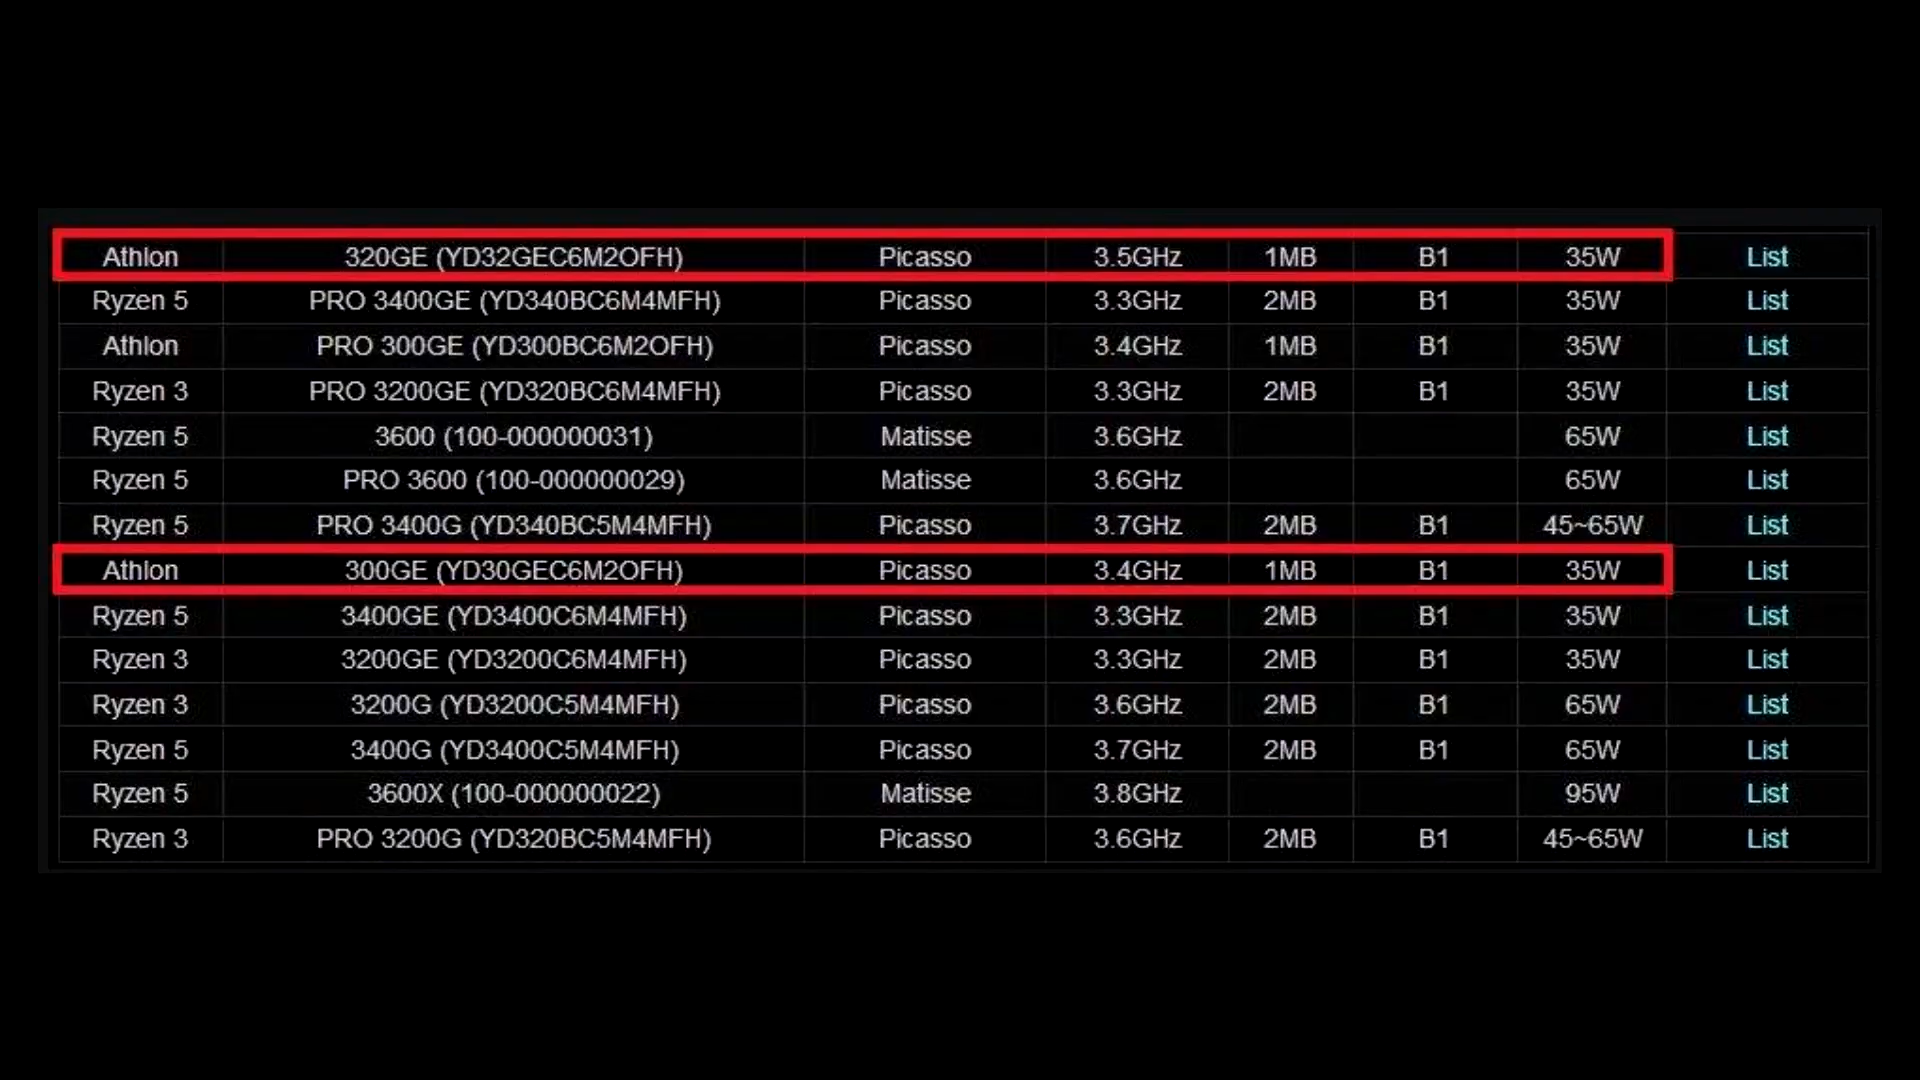 Athlon 320GE (YD32GEC6M2OFH) Picasso 3.5GHz 1MB B1 35W List
Ryzen 5 PRO 3400GE (YD340BC6M4MFH) Picasso 3.3GHz 2MB B1 35W List
Athlon PRO 300GE (YD300BC6M2OFH) Picasso 3.4GHz 1MB B1 35W List
Ryzen 3 PRO 3200GE (YD320BC6M4MFH) Picasso 3.3GHz 2MB B1 35W List
Ryzen 5 3600 (100-000000031) Matisse 3.6GHz 65W List
Ryzen 5 PRO 3600 (100-000000029) Matisse 3.6GHz 65W List
Ryzen 5 PRO 3400G (YD340BC5M4MFH) Picasso 3.7GHz 2MB B1 45~65W List
Athlon 300GE (YD30GEC6M2OFH) Picasso 3.4GHz 1MB B1 35W List
Ryzen 5 3400GE (YD3400C6M4MFH) Picasso 3.3GHz 2MB B1 35W List
Ryzen 3 3200GE (YD3200C6M4MFH) Picasso 3.3GHz 2MB B1 35W List
Ryzen 3 3200G (YD3200C5M4MFH) Picasso 3.6GHz 2MB B1 65W List
Ryzen 5 3400G (YD3400C5M4MFH) Picasso 3.7GHz 2MB B1 65W List
Ryzen 5 3600X (100-000000022) Matisse 3.8GHz 95W List
Ryzen 3 PRO 3200G (YD320BC5M4MFH) Picasso 3.6GHz 2MB B1 45~65W List